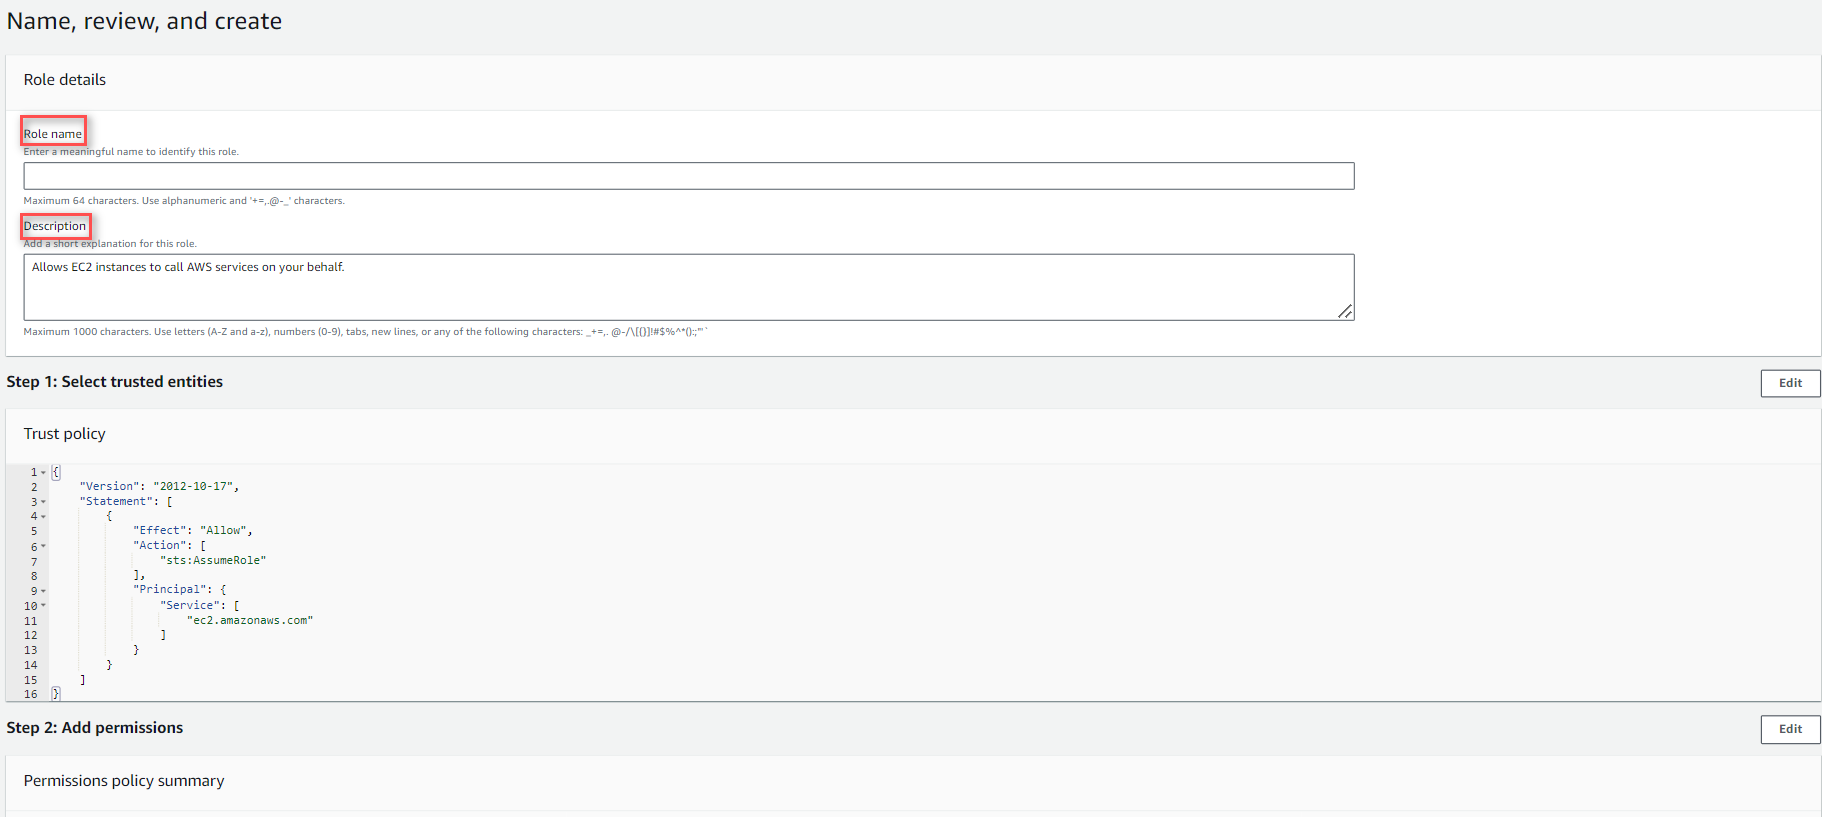 Name, review, and create
Role details
Role name
Enter a meaningful name to identify this role.
Maximum 64 characters. Use alphanumeric and '+=,.@-_' characters.
Description
Add a short explanation for this role.
Allows EC2 instances to call AWS services on your behalf.
Maximum 1000 characters. Use letters (A-Z and a-z), numbers (0-9), tabs, new lines, or any of the following characters: _+=,. @-/\[{}]!#$%^*();:"'`
Step 1: Select trusted entities
Edit
Trust policy
1 {
2 "Version": "2012-10-17",
3 "Statement": [
4 {
5 "Effect": "Allow",
6 "Action": [
7 "sts:AssumeRole"
8 ],
9 "Principal": {
10 "Service": [
11 "ec2.amazonaws.com"
12 ]
13 }
14 }
15 ]
16 }
Step 2: Add permissions
Edit
Permissions policy summary